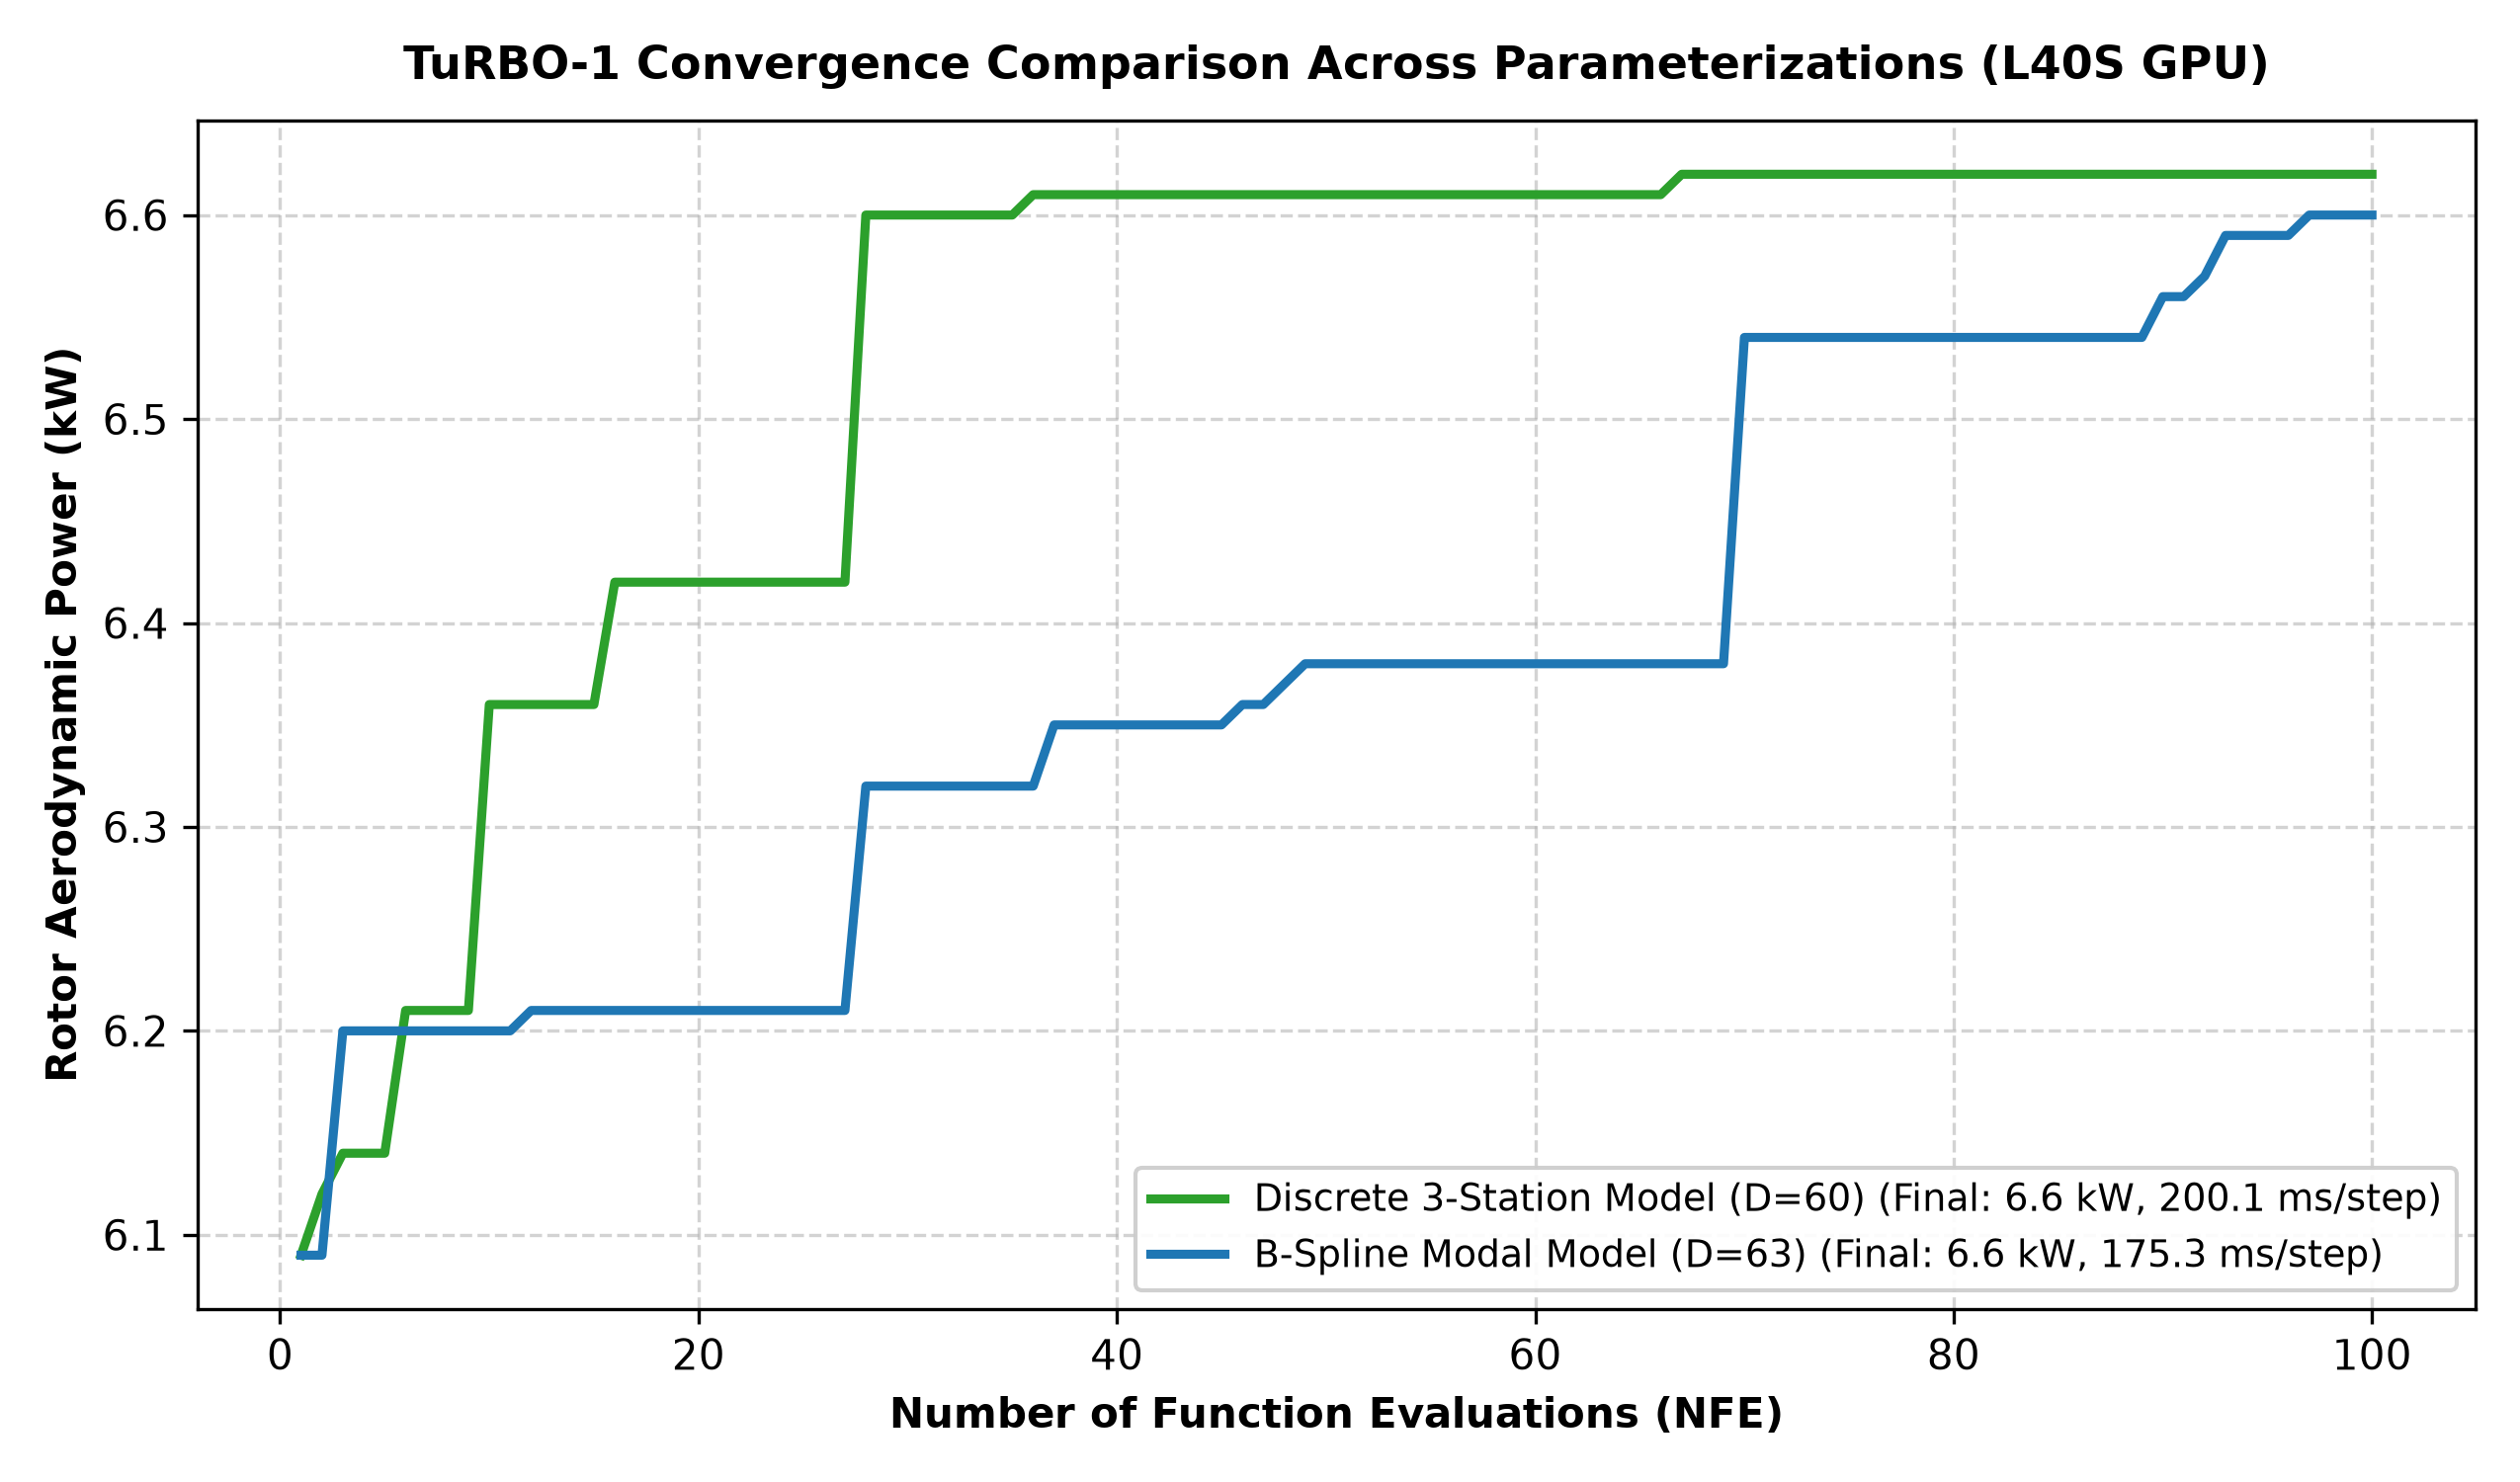 TuRBO-1 Convergence Comparison Across Parameterizations (L40S GPU)
Rotor Aerodynamic Power (kW)
6.6
6.5
6.4
6.3
6.2
6.1
Discrete 3-Station Model (D=60) (Final: 6.6 kW, 200.1 ms/step)
B-Spline Modal Model (D=63) (Final: 6.6 kW, 175.3 ms/step)
0 20 40 60 80 100
Number of Function Evaluations (NFE)